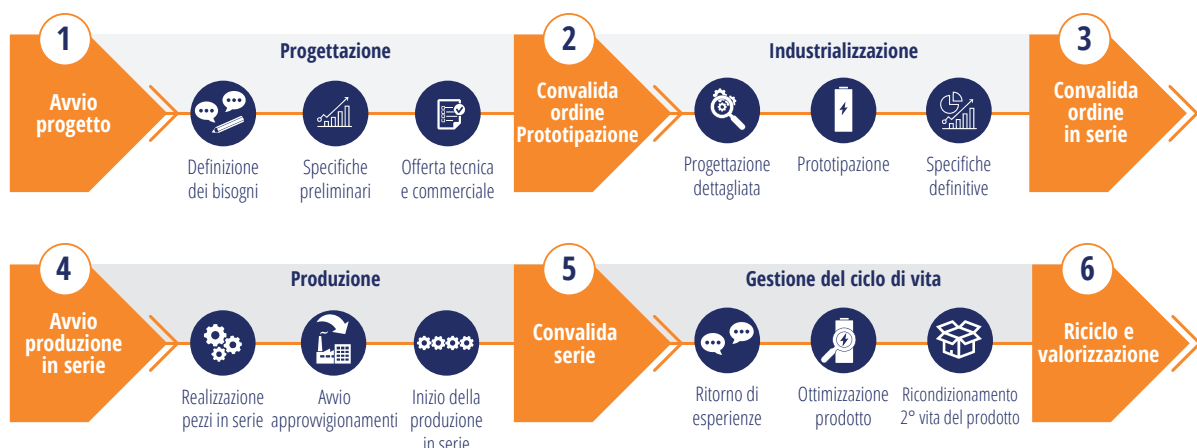 1
Avvio
progetto
Progettazione
Definizione
dei bisogni
Specifiche
preliminari
Offerta tecnica
e commerciale
2
Convalida
ordine
Prototipazione
Industrializzazione
Progettazione
dettagliata
Prototipazione
Specifiche
definitive
3
Convalida
ordine
in serie
4
Avvio
produzione
in serie
Produzione
Realizzazione
pezzi in serie
Avvio
approvvigionamenti
Inizio della
produzione
in serie
5
Convalida
serie
Gestione del ciclo di vita
Ritorno di
esperienze
Ottimizzazione
prodotto
Ricondizionamento
2° vita del prodotto
6
Riciclo e
valorizzazione